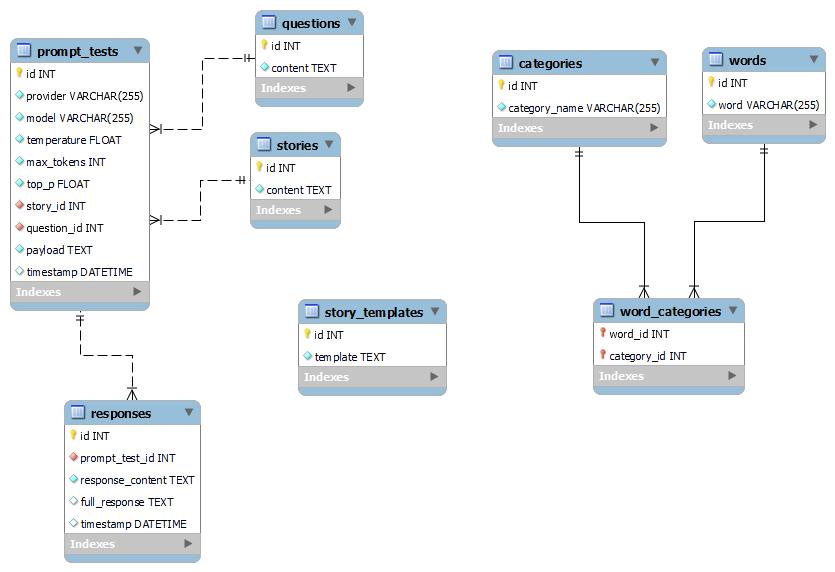 prompt_tests
id INT
provider VARCHAR(255)
model VARCHAR(255)
temperature FLOAT
max_tokens INT
top_p FLOAT
story_id INT
question_id INT
payload TEXT
timestamp DATETIME
Indexes
questions
id INT
content TEXT
Indexes
stories
id INT
content TEXT
Indexes
categories
id INT
category_name VARCHAR(255)
Indexes
words
id INT
word VARCHAR(255)
Indexes
story_templates
id INT
template TEXT
Indexes
word_categories
word_id INT
category_id INT
Indexes
responses
id INT
prompt_test_id INT
response_content TEXT
full_response TEXT
timestamp DATETIME
Indexes